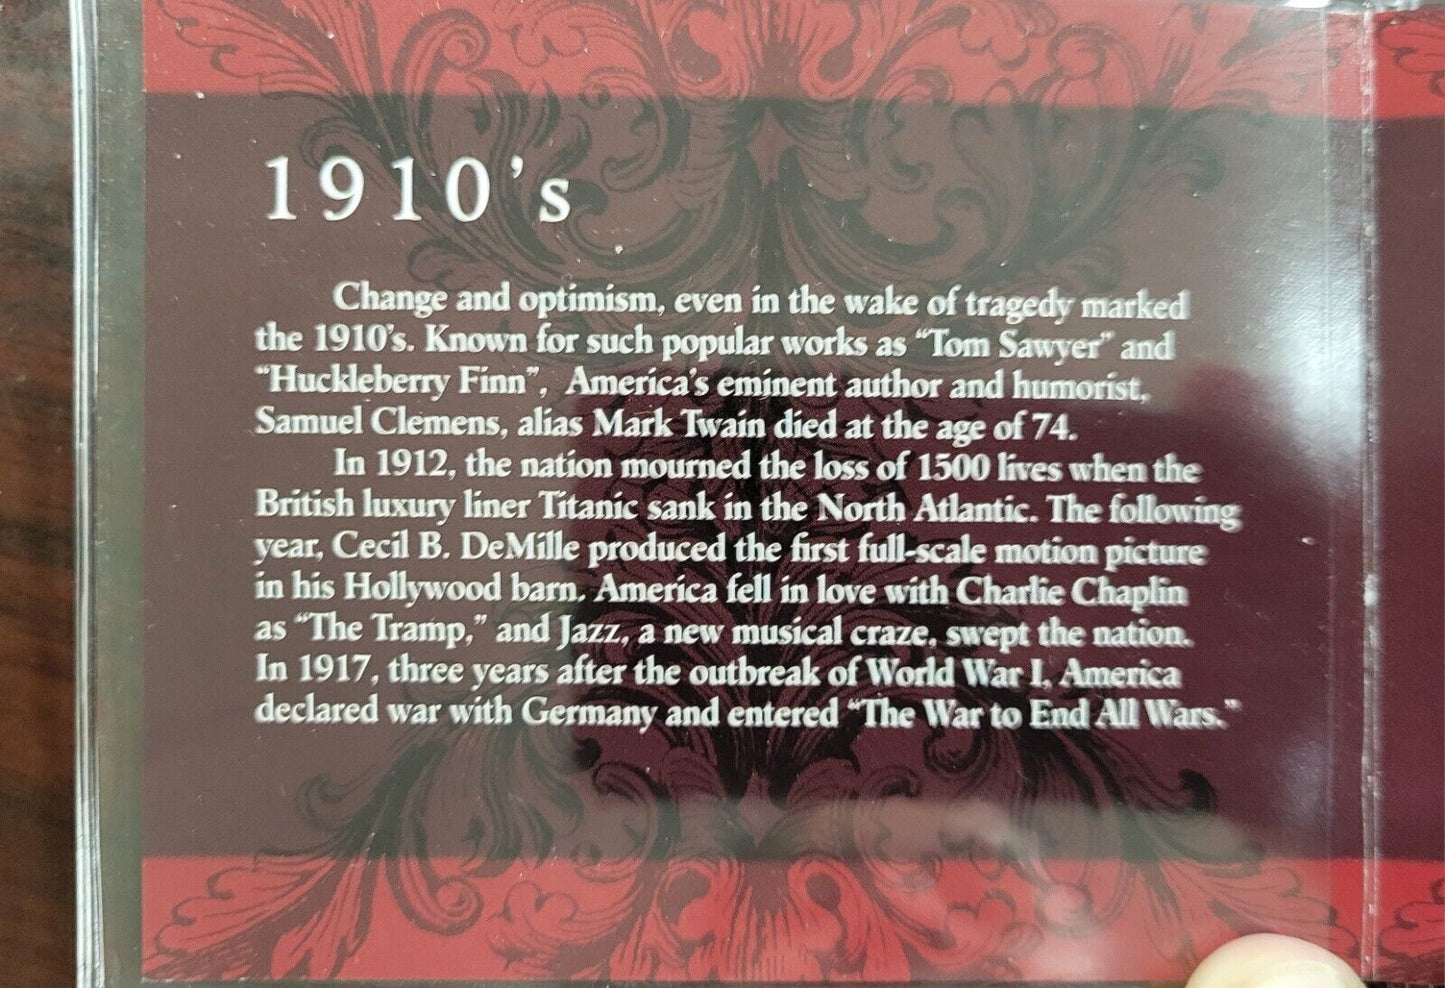 1910's
Change and optimism, even in the wake of tragedy marked
the 1910's. Known for such popular works as "Tom Sawyer" and
"Huckleberry Finn",  America's eminent author and humorist,
Samuel Clemens, alias Mark Twain died at the age of 74.
In 1912, the nation mourned the loss of 1500 lives when the
British luxury liner Titanic sank in the North Atlantic. The following
year, Cecil B. DeMille produced the first full-scale motion picture
in his Hollywood barn. America fell in love with Charlie Chaplin
as "The Tramp," and Jazz, a new musical craze, swept the nation.
In 1917, three years after the outbreak of World War I, America
declared war with Germany and entered "The War to End All Wars."